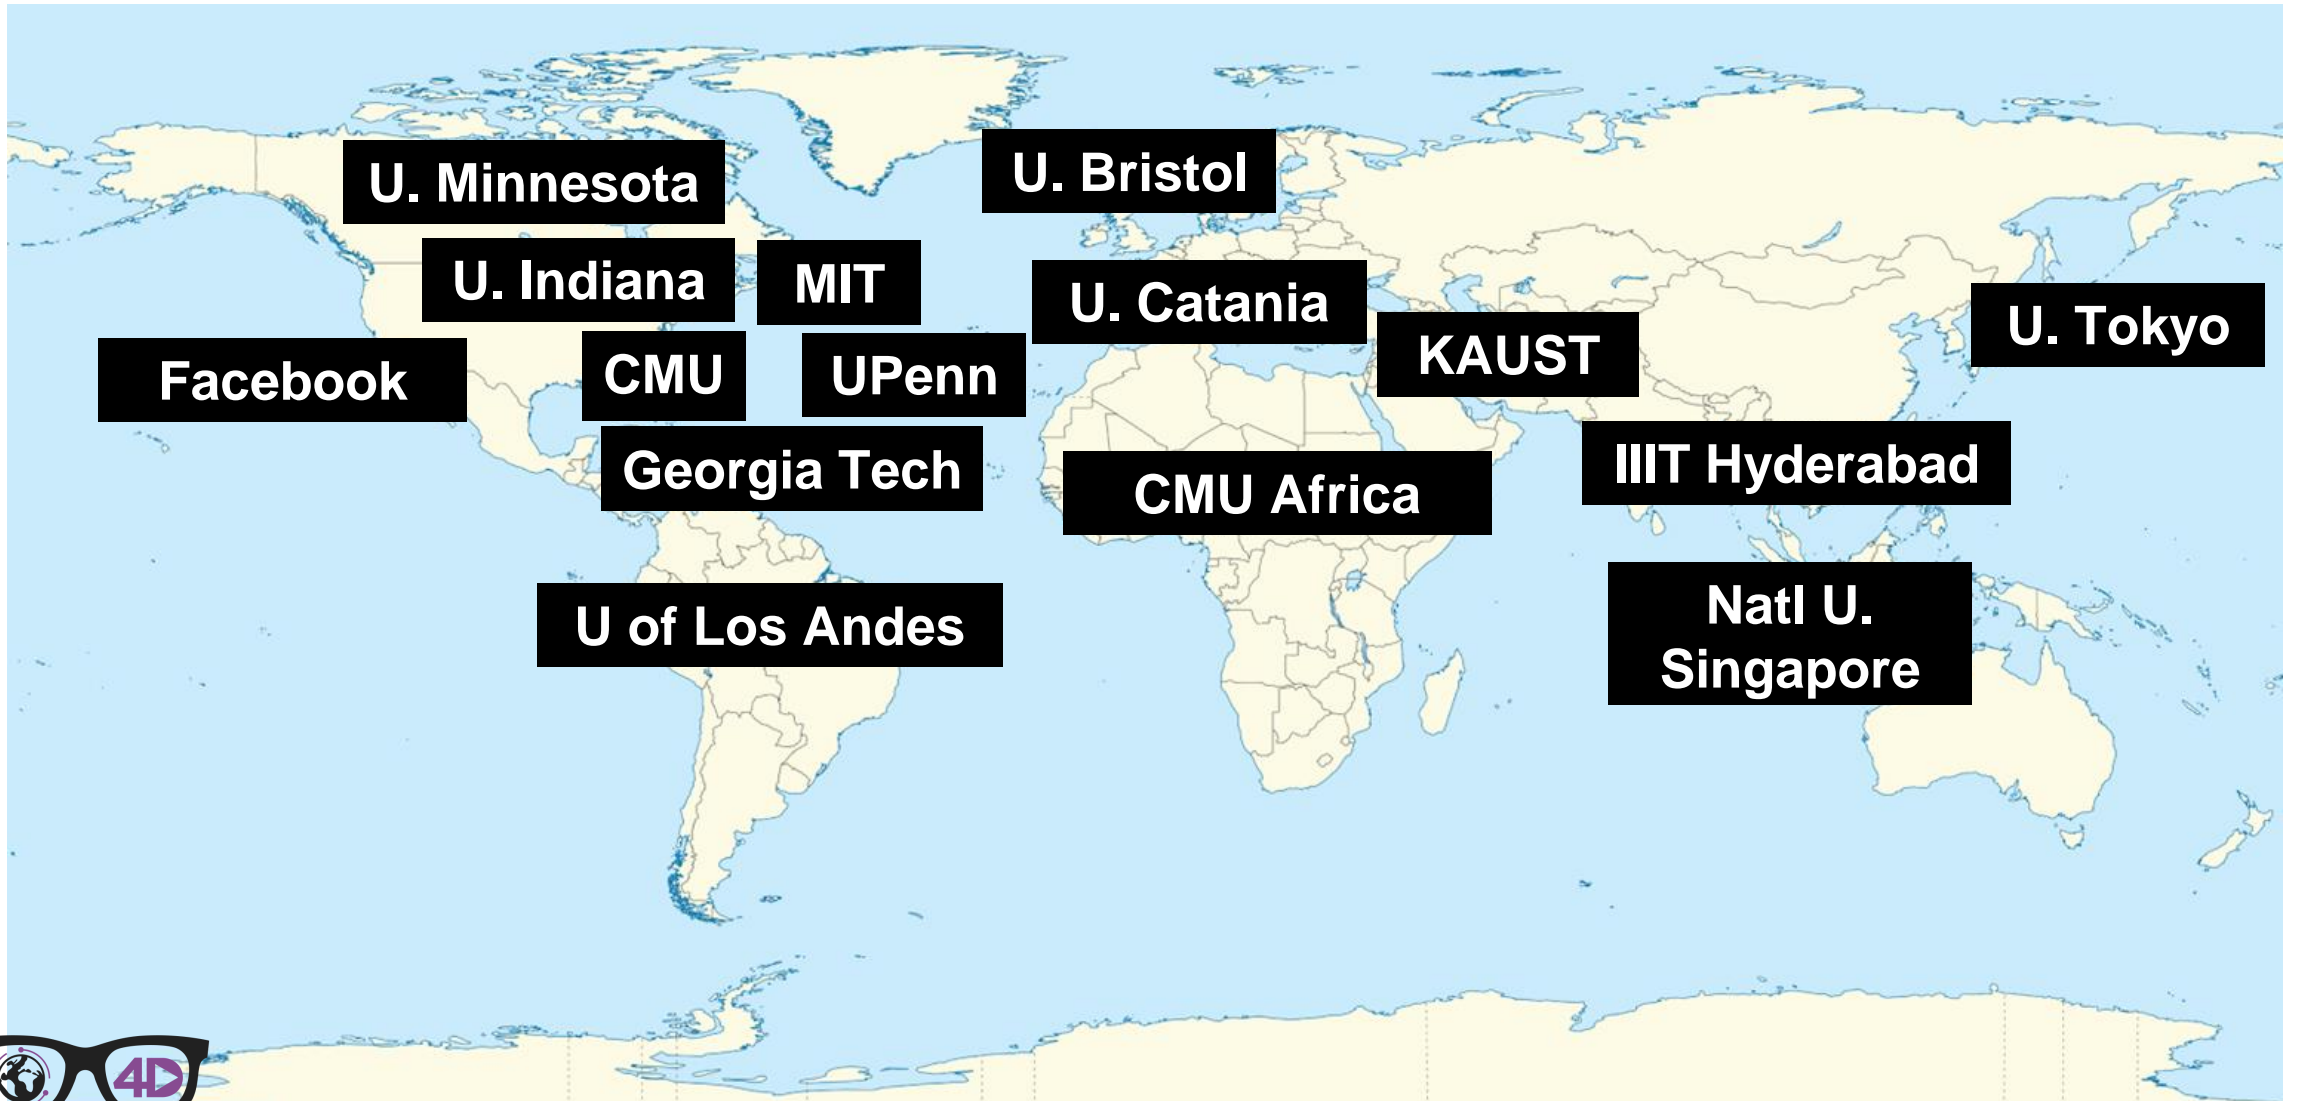 U. Minnesota
U. Bristol
U. Indiana
MIT
U. Catania
U. Tokyo
Facebook
CMU
UPenn
KAUST
Georgia Tech
CMU Africa
IIIT Hyderabad
U of Los Andes
Natl U.
Singapore
4D